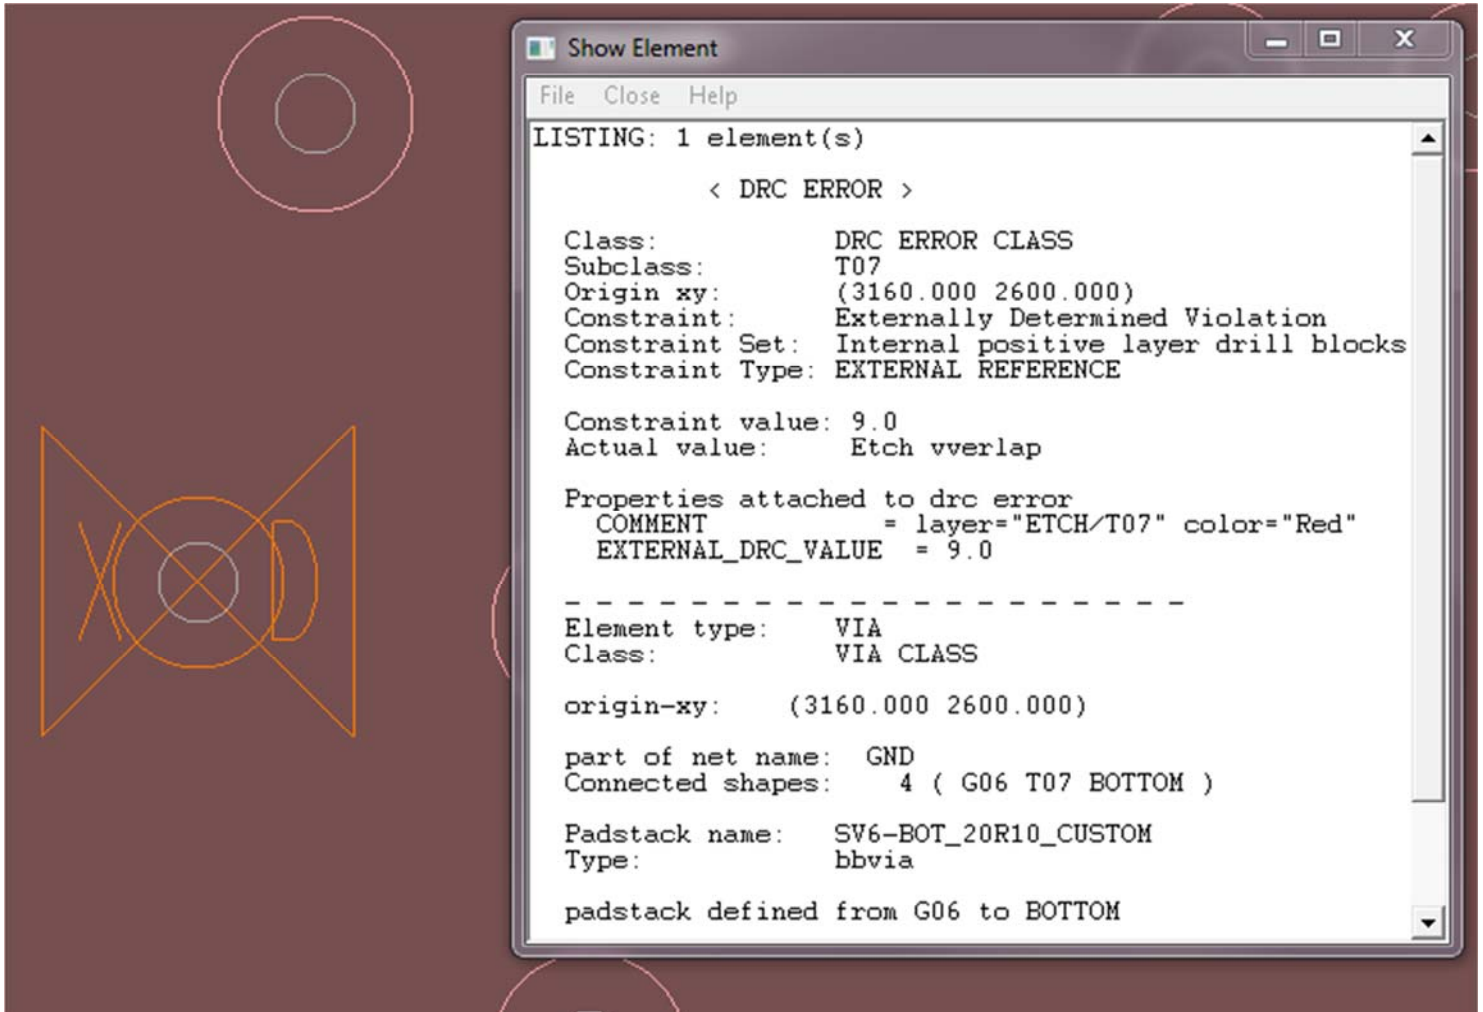 Show Element
File Close Help
LISTING: 1 element(s)
< DRC ERROR >
Class: DRC ERROR CLASS
Subclass: T07
Origin xy: (3160.000 2600.000)
Constraint: Externally Determined Violation
Constraint Set: Internal positive layer drill blocks
Constraint Type: EXTERNAL REFERENCE
Constraint value: 9.0
Actual value: Etch vverlap
Properties attached to drc error
COMMENT = layer="ETCH/T07" color="Red"
EXTERNAL_DRC_VALUE = 9.0
- - - - - - - - - - - - - - - - - - - -
Element type: VIA
Class: VIA CLASS
origin-xy: (3160.000 2600.000)
part of net name: GND
Connected shapes: 4 ( G06 T07 BOTTOM )
Padstack name: SV6-BOT_20R10_CUSTOM
Type: bbvia
padstack defined from G06 to BOTTOM
X D